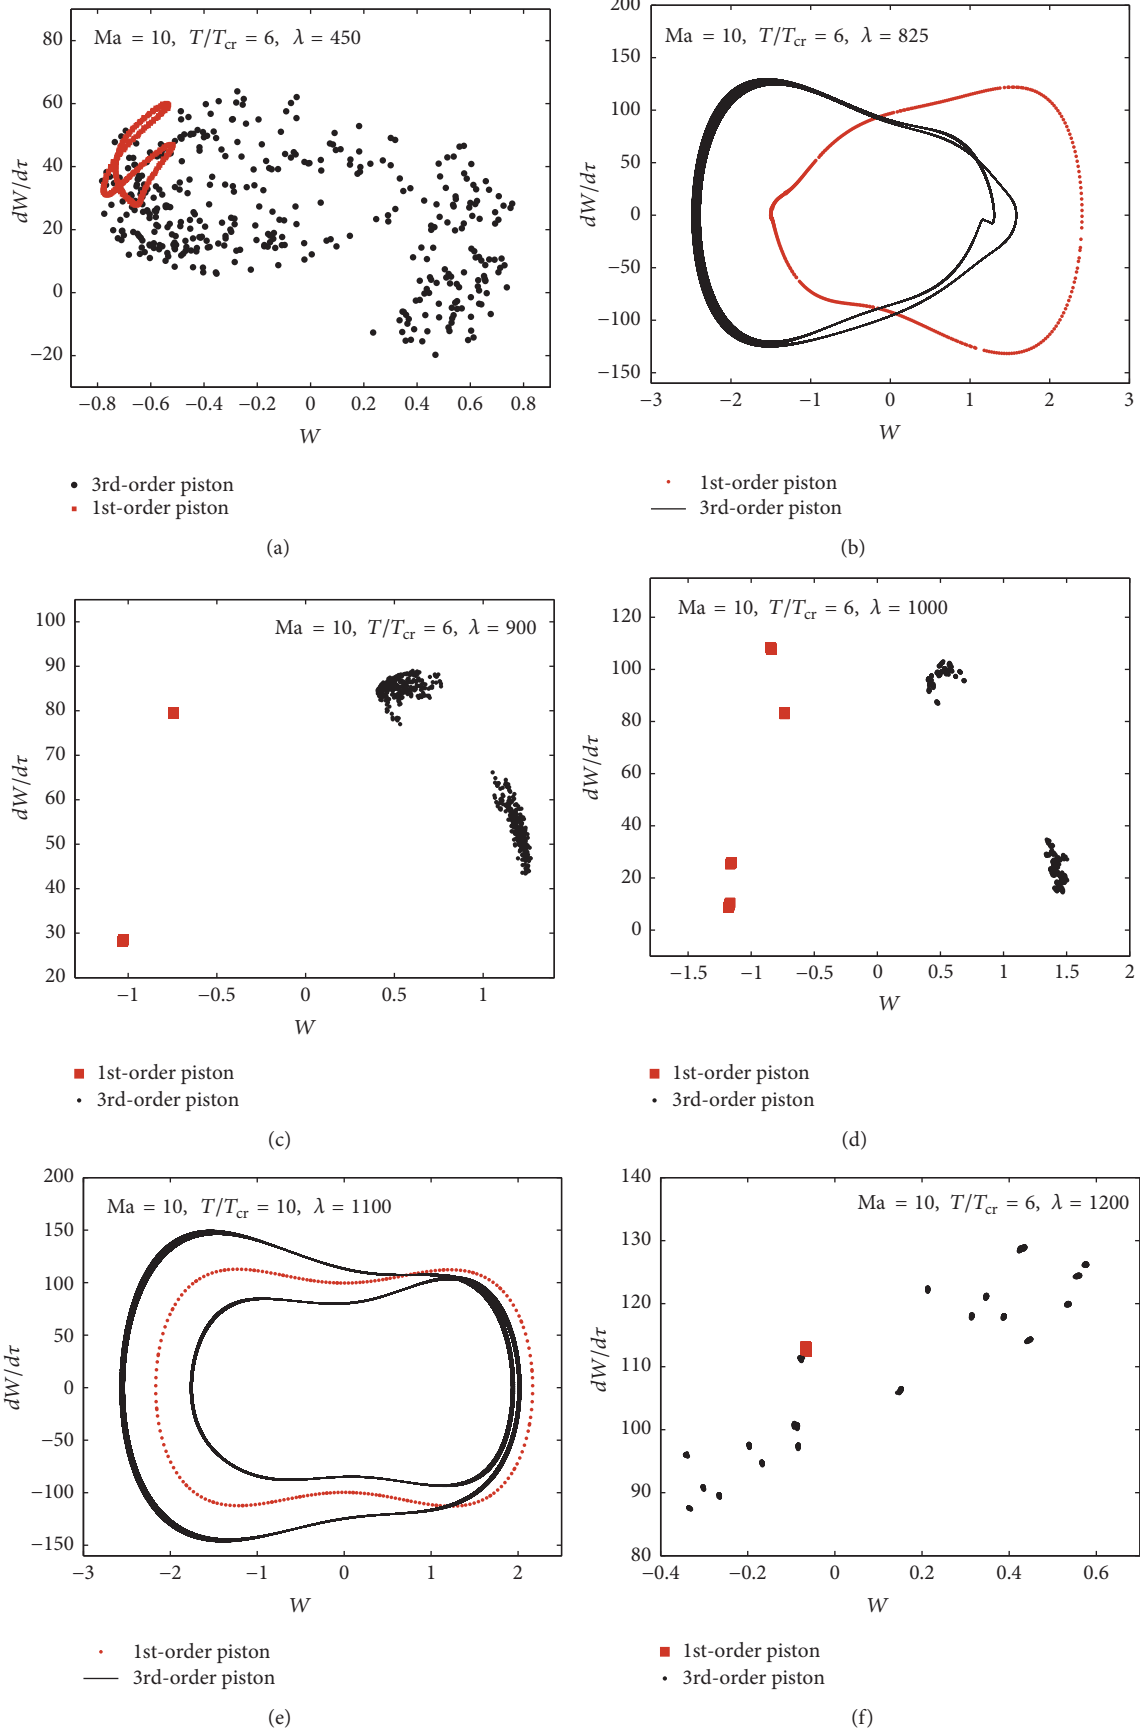 Ma = 10, T/Tcr = 6, λ = 450
80
60
40
20
0
−20
dW/dτ
−0.8 −0.6 −0.4 −0.2 0 0.2 0.4 0.6 0.8
W
3rd-order piston
1st-order piston
(a)
Ma = 10, T/Tcr = 6, λ = 825
200
150
100
50
0
−50
−100
−150
dW/dτ
−3 −2 −1 0 1 2 3
W
1st-order piston
3rd-order piston
(b)
Ma = 10, T/Tcr = 6, λ = 900
100
90
80
70
60
50
40
30
20
dW/dτ
−1 −0.5 0 0.5 1
W
1st-order piston
3rd-order piston
(c)
Ma = 10, T/Tcr = 6, λ = 1000
120
100
80
60
40
20
0
dW/dτ
−1.5 −1 −0.5 0 0.5 1 1.5 2
W
1st-order piston
3rd-order piston
(d)
Ma = 10, T/Tcr = 10, λ = 1100
200
150
100
50
0
−50
−100
−150
dW/dτ
−3 −2 −1 0 1 2
W
1st-order piston
3rd-order piston
(e)
Ma = 10, T/Tcr = 6, λ = 1200
140
130
120
110
100
90
80
dW/dτ
−0.4 −0.2 0 0.2 0.4 0.6
W
1st-order piston
3rd-order piston
(f)